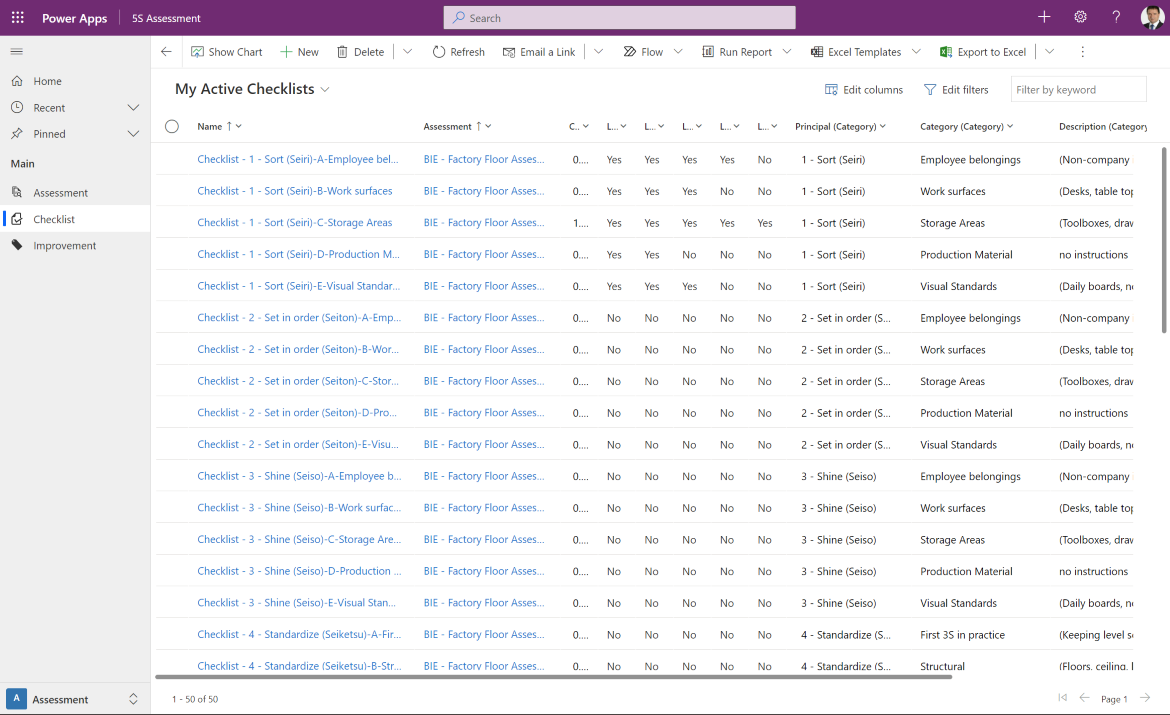 Power Apps 5S Assessment Search
Show Chart New Delete Refresh Email a Link Flow Run Report Excel Templates Export to Excel
Home
Recent
Pinned
Main
Assessment
Checklist
Improvement
My Active Checklists Edit columns Edit filters Filter by keyword
Name Assessment C.. L... L... L... L... L... Principal (Category) Category (Category) Description (Category
Checklist - 1 - Sort (Seiri)-A-Employee bel... BIE - Factory Floor Asses... 0.... Yes Yes Yes Yes No 1 - Sort (Seiri) Employee belongings (Non-company
Checklist - 1 - Sort (Seiri)-B-Work surfaces BIE - Factory Floor Asses... 0.... Yes Yes Yes No No 1 - Sort (Seiri) Work surfaces (Desks, table top
Checklist - 1 - Sort (Seiri)-C-Storage Areas BIE - Factory Floor Asses... 1.... Yes Yes Yes Yes Yes 1 - Sort (Seiri) Storage Areas (Toolboxes, draw
Checklist - 1 - Sort (Seiri)-D-Production M... BIE - Factory Floor Asses... 0.... Yes Yes No No No 1 - Sort (Seiri) Production Material no instructions
Checklist - 1 - Sort (Seiri)-E-Visual Standar... BIE - Factory Floor Asses... 0.... Yes Yes Yes No No 1 - Sort (Seiri) Visual Standards (Daily boards, no
Checklist - 2 - Set in order (Seiton)-A-Emp... BIE - Factory Floor Asses... 0.... No No No No No 2 - Set in order (S... Employee belongings (Non-company
Checklist - 2 - Set in order (Seiton)-B-Wor... BIE - Factory Floor Asses... 0.... No No No No No 2 - Set in order (S... Work surfaces (Desks, table top
Checklist - 2 - Set in order (Seiton)-C-Stor... BIE - Factory Floor Asses... 0.... No No No No No 2 - Set in order (S... Storage Areas (Toolboxes, draw
Checklist - 2 - Set in order (Seiton)-D-Pro... BIE - Factory Floor Asses... 0.... No No No No No 2 - Set in order (S... Production Material no instructions
Checklist - 2 - Set in order (Seiton)-E-Visu... BIE - Factory Floor Asses... 0.... No No No No No 2 - Set in order (S... Visual Standards (Daily boards, no
Checklist - 3 - Shine (Seiso)-A-Employee b... BIE - Factory Floor Asses... 0.... No No No No No 3 - Shine (Seiso) Employee belongings (Non-company
Checklist - 3 - Shine (Seiso)-B-Work surfac... BIE - Factory Floor Asses... 0.... No No No No No 3 - Shine (Seiso) Work surfaces (Desks, table top
Checklist - 3 - Shine (Seiso)-C-Storage Are... BIE - Factory Floor Asses... 0.... No No No No No 3 - Shine (Seiso) Storage Areas (Toolboxes, draw
Checklist - 3 - Shine (Seiso)-D-Production ... BIE - Factory Floor Asses... 0.... No No No No No 3 - Shine (Seiso) Production Material no instructions
Checklist - 3 - Shine (Seiso)-E-Visual Stan... BIE - Factory Floor Asses... 0.... No No No No No 3 - Shine (Seiso) Visual Standards (Daily boards, no
Checklist - 4 - Standardize (Seiketsu)-A-Fir... BIE - Factory Floor Asses... 0.... No No No No No 4 - Standardize (S... First 3S in practice (Keeping level s
Checklist - 4 - Standardize (Seiketsu)-B-Str... BIE - Factory Floor Asses... 0.... No No No No No 4 - Standardize (S... Structural (Floors, ceiling, l
A Assessment 1 - 50 of 50 Page 1